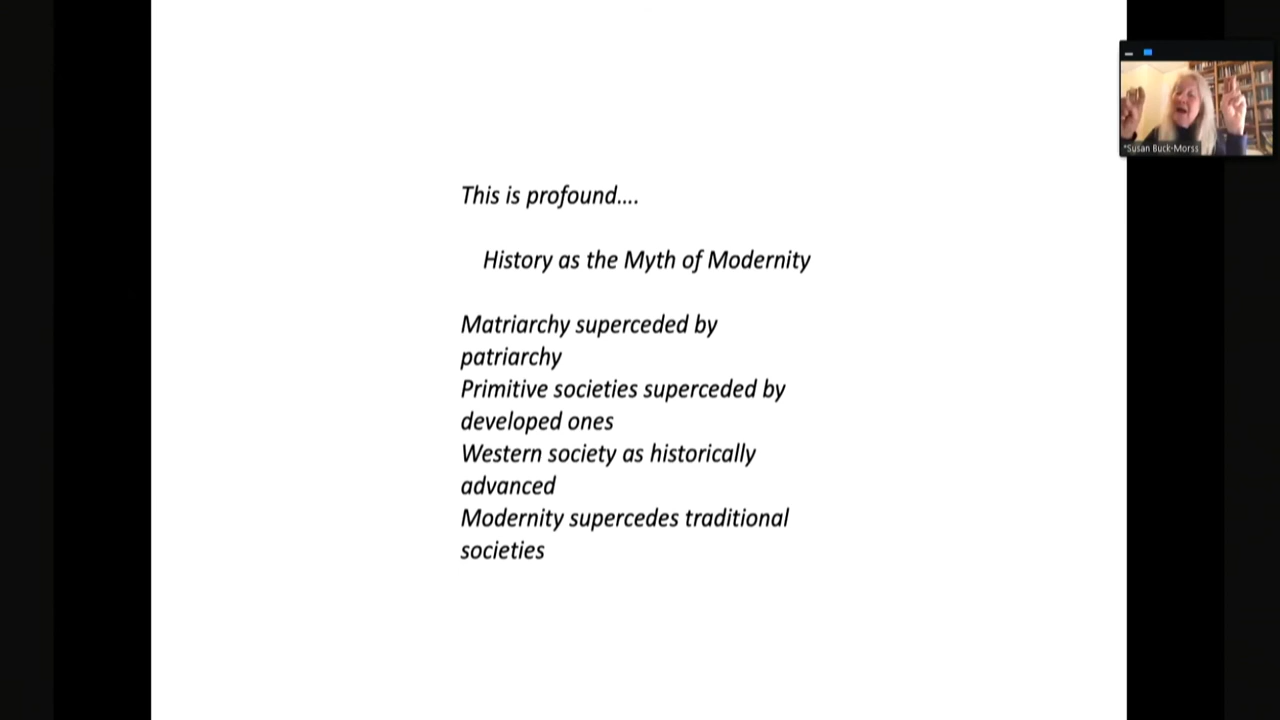 This is profound....
History as the Myth of Modernity
Matriarchy superceded by
patriarchy
Primitive societies superceded by
developed ones
Western society as historically
advanced
Modernity supercedes traditional
societies
*Susan Buck-Morss